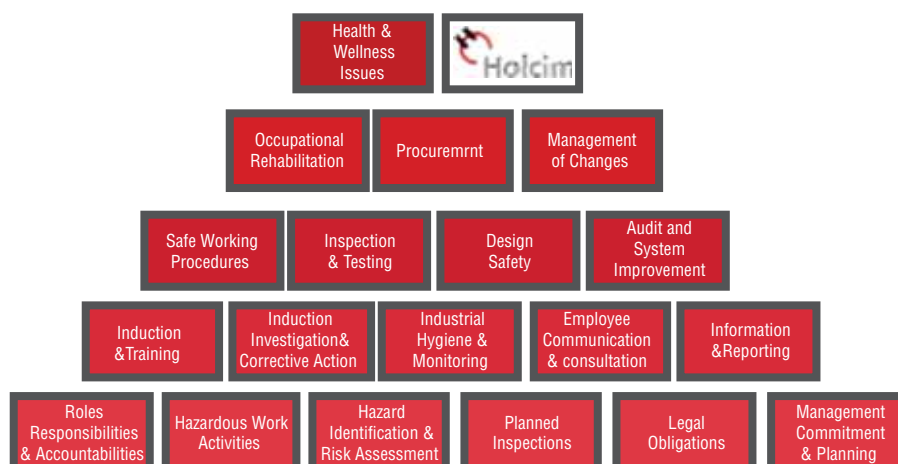 Health &
Wellness
Issues
Holcim
Occupational
Rehabilitation
Procuremrnt
Management
of Changes
Safe Working
Procedures
Inspection
& Testing
Design
Safety
Audit and
System
Improvement
Induction
&Training
Induction
Investigation&
Corrective Action
Industrial
Hygiene &
Monitoring
Employee
Communication
& consultation
Information
&Reporting
Roles
Responsibilities
& Accountabilities
Hazardous Work
Activities
Hazard
Identification &
Risk Assessment
Planned
Inspections
Legal
Obligations
Management
Commitment
& Planning